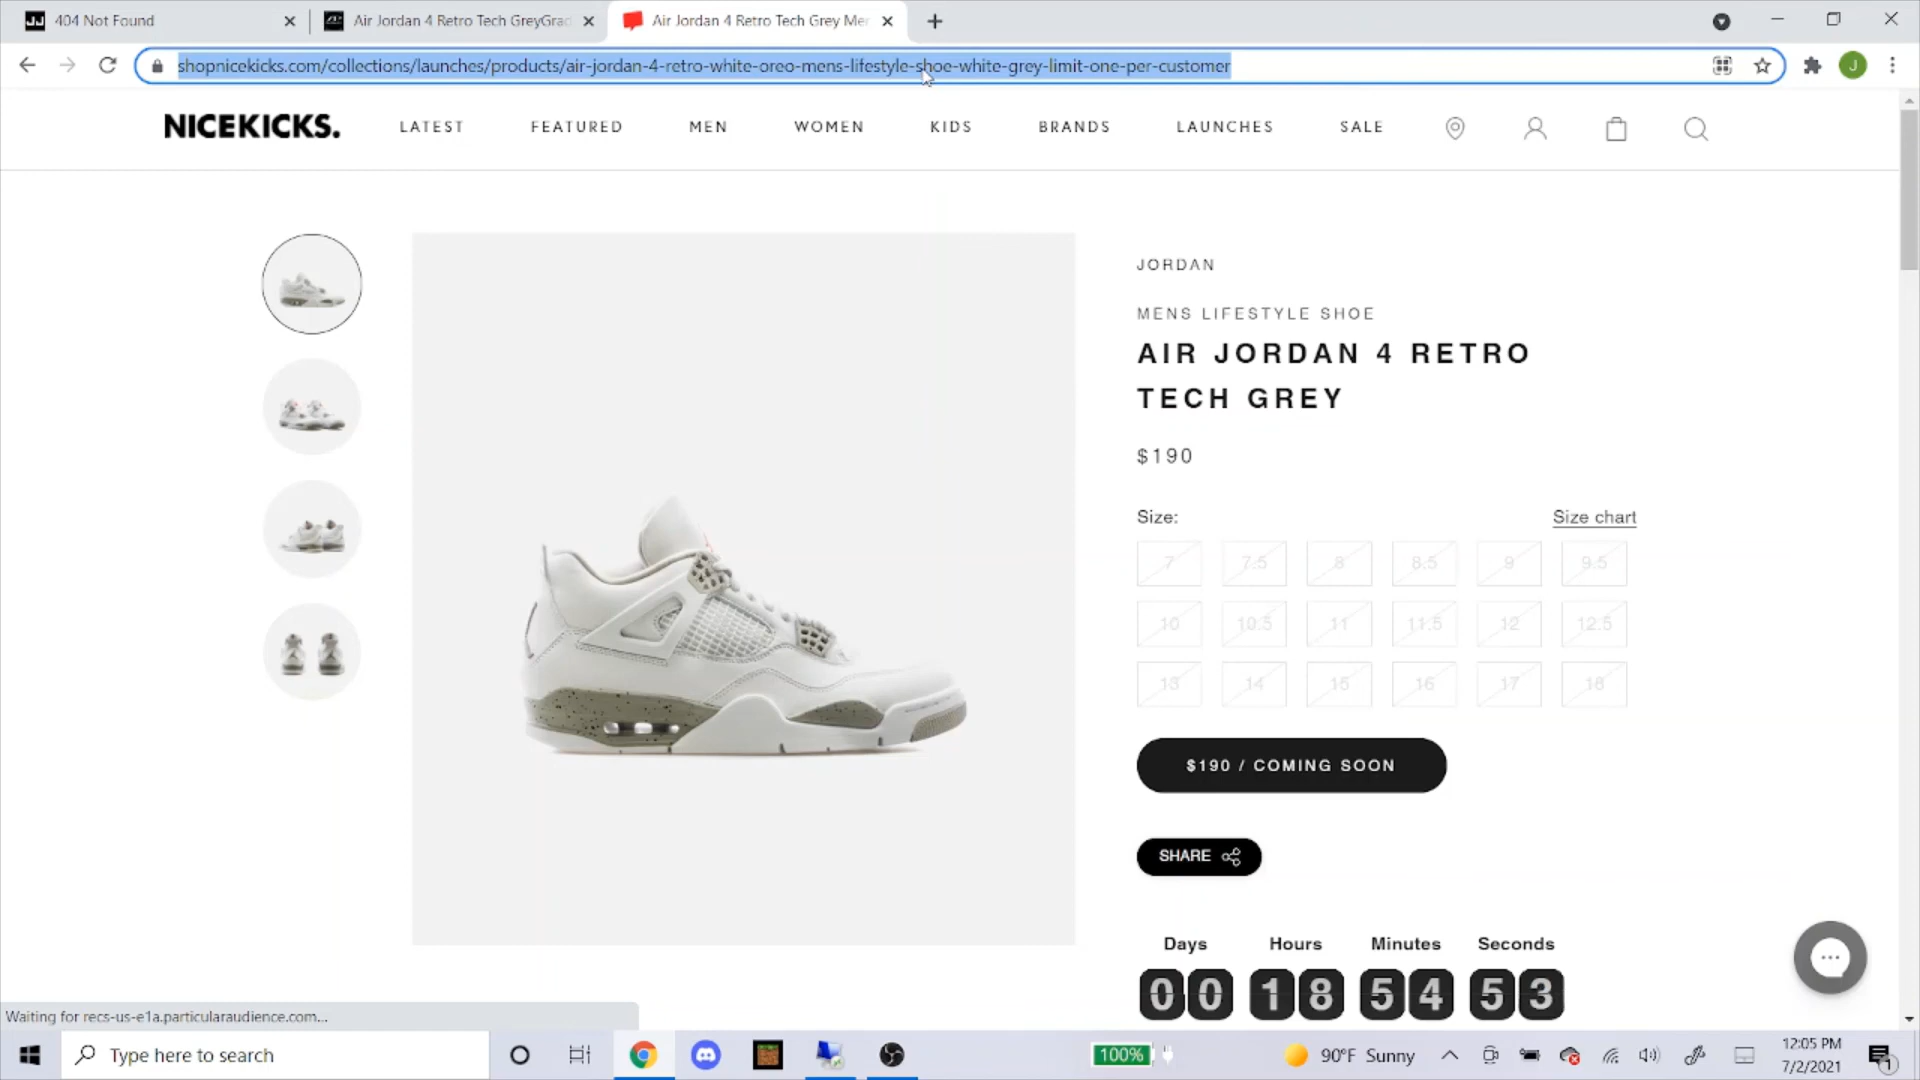 404 Not Found
Air Jordan 4 Retro Tech GreyGrad
Air Jordan 4 Retro Tech Grey Mer
shopnicekicks.com/collections/launches/products/air-jordan-4-retro-white-oreo-mens-lifestyle-shoe-white-grey-limit-one-per-customer
J
NICEKICKS. LATEST FEATURED MEN WOMEN KIDS BRANDS LAUNCHES SALE
JORDAN
MENS LIFESTYLE SHOE
AIR JORDAN 4 RETRO
TECH GREY
$190
Size: Size chart
7 7.5 8 8.5 9 9.5
10 10.5 11 11.5 12 12.5
13 14 15 16 17 18
$190 / COMING SOON
SHARE
Days Hours Minutes Seconds
00 18 54 53
Waiting for recs-us-e1a.particularaudience.com...
Type here to search
100%
90°F Sunny
12:05 PM
7/2/2021
1